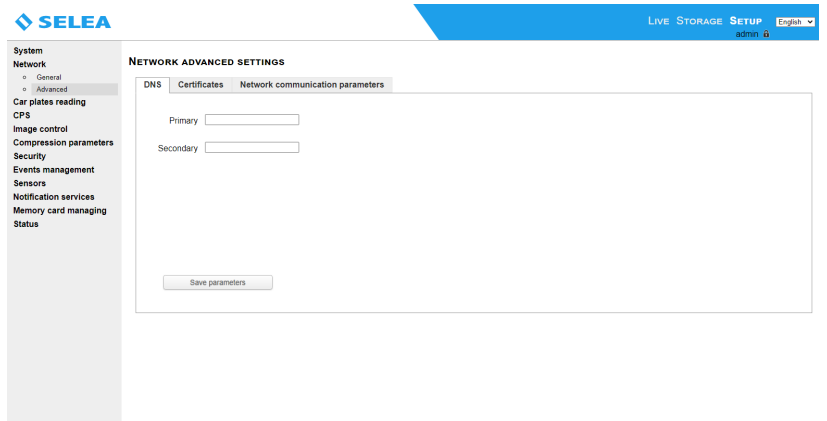 SELEA
LIVE STORAGE SETUP English
admin
System
Network
General
Advanced
Car plates reading
CPS
Image control
Compression parameters
Security
Events management
Sensors
Notification services
Memory card managing
Status
NETWORK ADVANCED SETTINGS
DNS Certificates Network communication parameters
Primary
Secondary
Save parameters